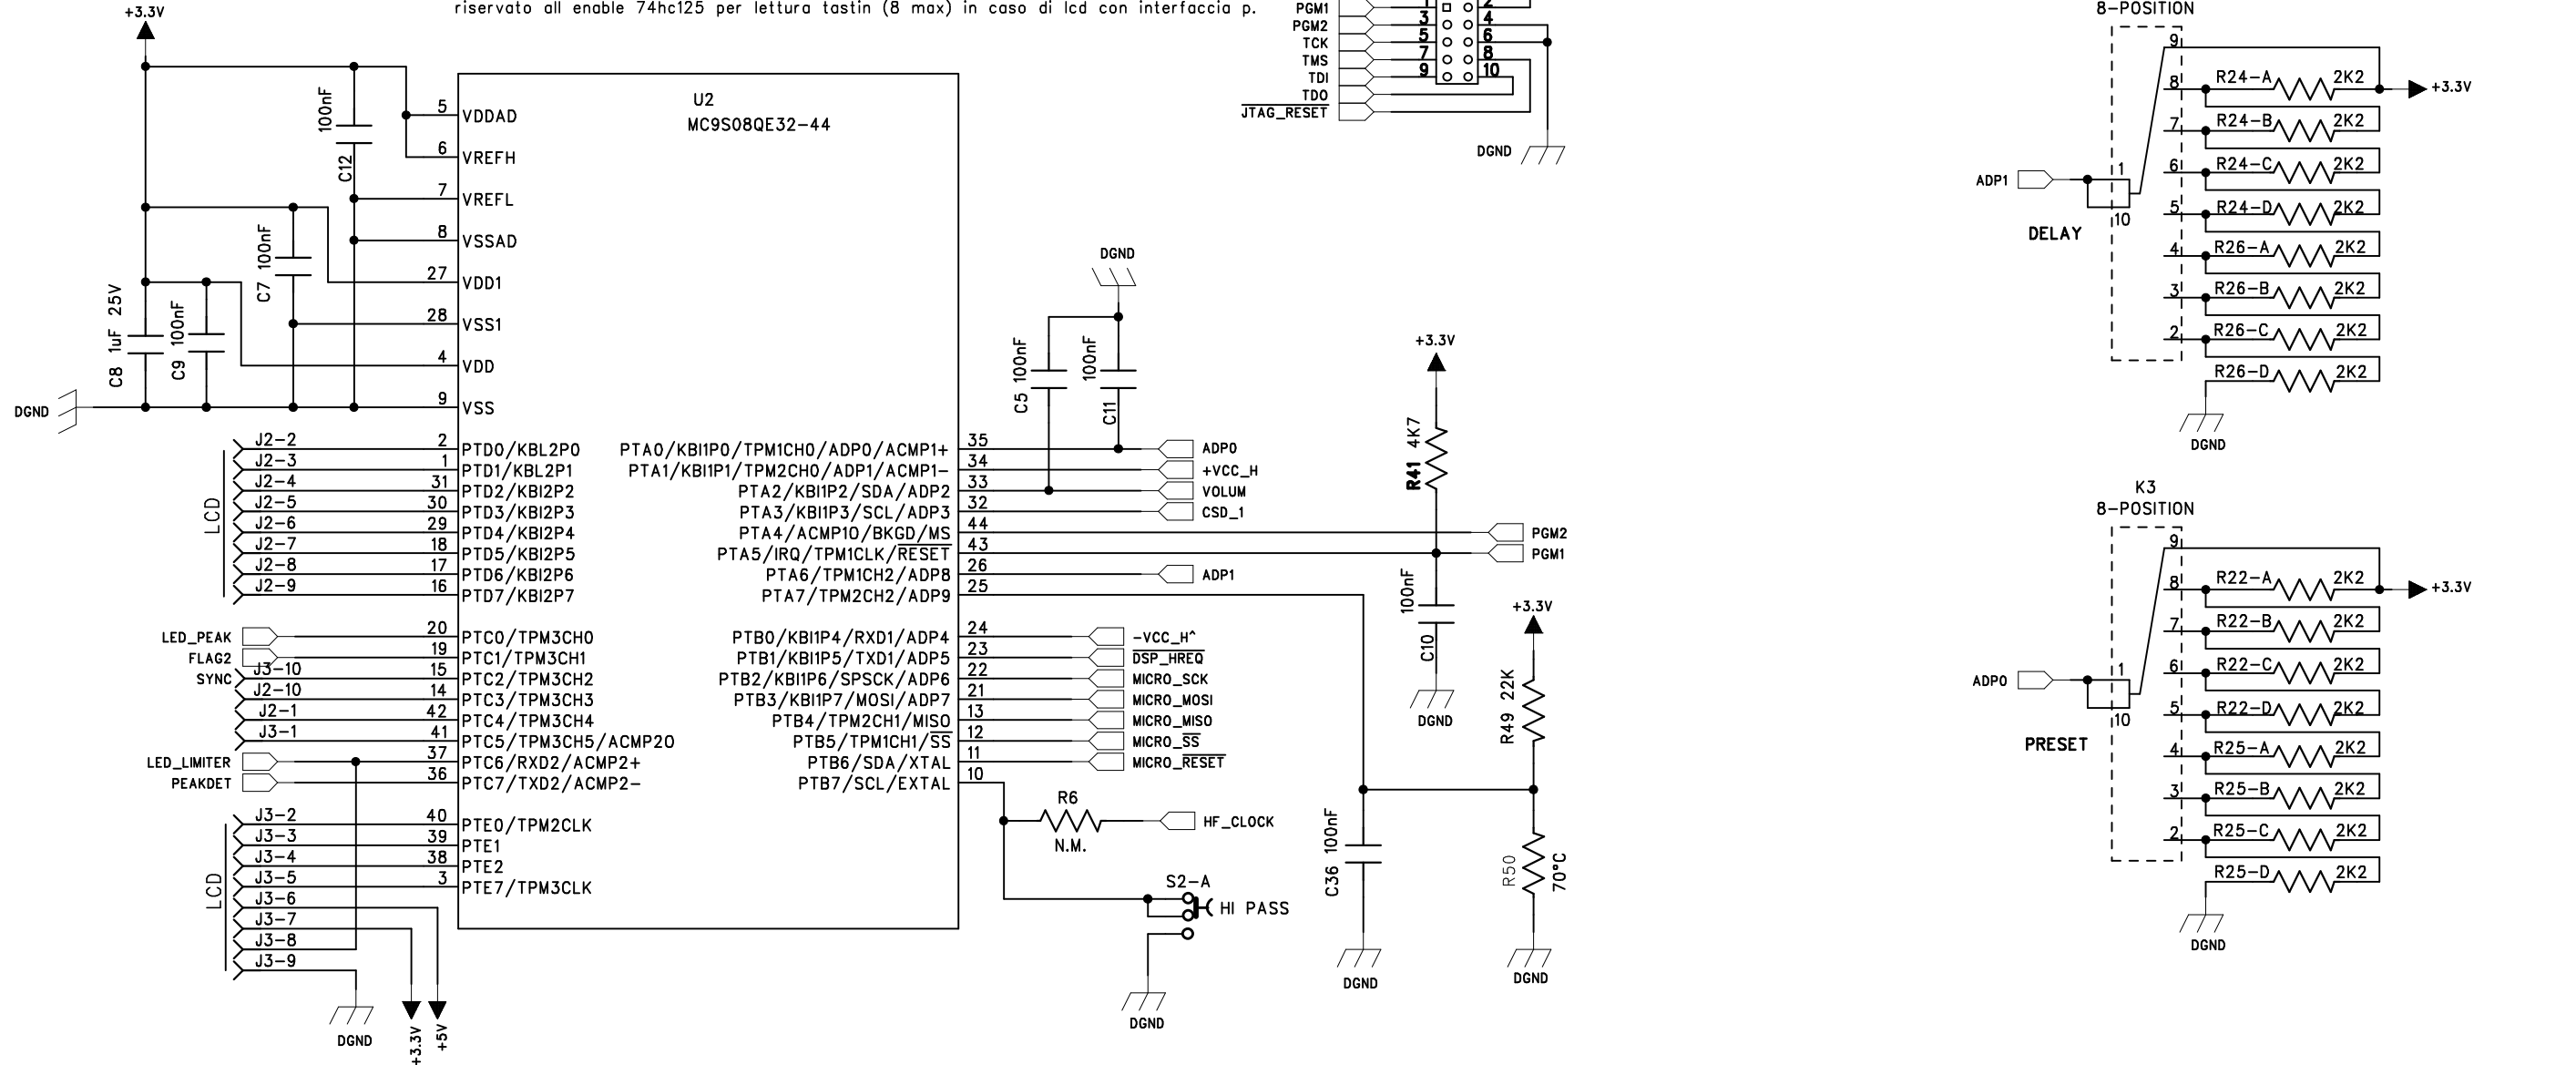 riservato all enable 74hc125 per lettura tastin (8 max) in caso di lcd con interfaccia p.
+3.3V
U2
MC9S08QE32-44
100nF
C12
C7 100nF
C8 1uF 25V
C9 100nF
DGND
5 VDDAD
6 VREFH
7 VREFL
8 VSSAD
27 VDD1
28 VSS1
4 VDD
9 VSS
LCD
J2-2 2 PTD0/KBL2P0
J2-3 1 PTD1/KBL2P1
J2-4 31 PTD2/KBI2P2
J2-5 30 PTD3/KBI2P3
J2-6 29 PTD4/KBI2P4
J2-7 18 PTD5/KBI2P5
J2-8 17 PTD6/KBI2P6
J2-9 16 PTD7/KBI2P7
LED_PEAK 20 PTC0/TPM3CH0
FLAG2 19 PTC1/TPM3CH1
SYNC J3-10 15 PTC2/TPM3CH2
J2-10 14 PTC3/TPM3CH3
J2-1 42 PTC4/TPM3CH4
J3-1 41 PTC5/TPM3CH5/ACMP2O
LED_LIMITER 37 PTC6/RXD2/ACMP2+
PEAKDET 36 PTC7/TXD2/ACMP2-
LCD
J3-2 40 PTE0/TPM2CLK
J3-3 39 PTE1
J3-4 38 PTE2
J3-5 3 PTE7/TPM3CLK
J3-6
J3-7
J3-8
J3-9
DGND
+3.3V
+5V
PTA0/KBI1P0/TPM1CH0/ADP0/ACMP1+ 35 ADP0
PTA1/KBI1P1/TPM2CH0/ADP1/ACMP1- 34 +VCC_H
PTA2/KBI1P2/SDA/ADP2 33 VOLUM
PTA3/KBI1P3/SCL/ADP3 32 CSD_1
PTA4/ACMP1O/BKGD/MS 44 PGM2
PTA5/IRQ/TPM1CLK/RESET 43 PGM1
PTA6/TPM1CH2/ADP8 26 ADP1
PTA7/TPM2CH2/ADP9 25
PTB0/KBI1P4/RXD1/ADP4 24 -VCC_H^
PTB1/KBI1P5/TXD1/ADP5 23 DSP_HREQ
PTB2/KBI1P6/SPSCK/ADP6 22 MICRO_SCK
PTB3/KBI1P7/MOSI/ADP7 21 MICRO_MOSI
PTB4/TPM2CH1/MISO 13 MICRO_MISO
PTB5/TPM1CH1/SS 12 MICRO_SS
PTB6/SDA/XTAL 11 MICRO_RESET
PTB7/SCL/EXTAL 10
DGND
C5 100nF
100nF
C11
R6
N.M.
HF_CLOCK
S2-A
HI PASS
DGND
PGM1 1 2
PGM2 3 4
TCK 5 6
TMS 7 8
TDI 9 10
TDO
JTAG_RESET
DGND
+3.3V
R41 4K7
100nF
C10
DGND
+3.3V
R49 22K
C36 100nF
R50
70°C
DGND
DGND
8-POSITION
9
8 R24-A 2K2
+3.3V
7 R24-B 2K2
6 R24-C 2K2
5 R24-D 2K2
4 R26-A 2K2
3 R26-B 2K2
2 R26-C 2K2
R26-D 2K2
ADP1
1
10
DELAY
DGND
K3
8-POSITION
9
8 R22-A 2K2
+3.3V
7 R22-B 2K2
6 R22-C 2K2
5 R22-D 2K2
4 R25-A 2K2
3 R25-B 2K2
2 R25-C 2K2
R25-D 2K2
ADP0
1
10
PRESET
DGND